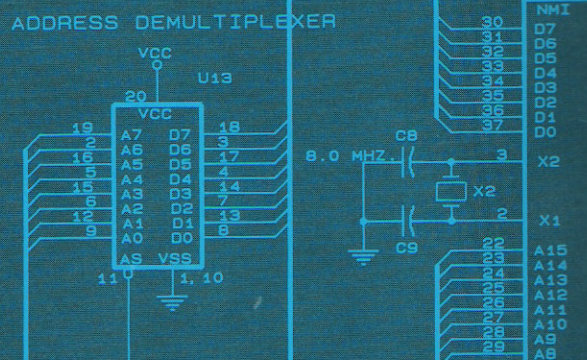 ADDRESS DEMULTIPLEXER
VCC
U13
20
VCC
19 A7 D7 18
2 A6 D6 3
16 A5 D5 17
5 A4 D4 4
15 A3 D3 14
6 A2 D2 7
12 A1 D1 13
9 A0 D0 8
AS VSS
11 1, 10
C8
8.0 MHZ.
X2
C9
NMI
30 D7
31 D6
32 D5
33 D4
34 D3
35 D2
36 D1
37 D0
3 X2
2 X1
22 A15
23 A14
24 A13
25 A12
26 A11
27 A10
28 A9
29 A8